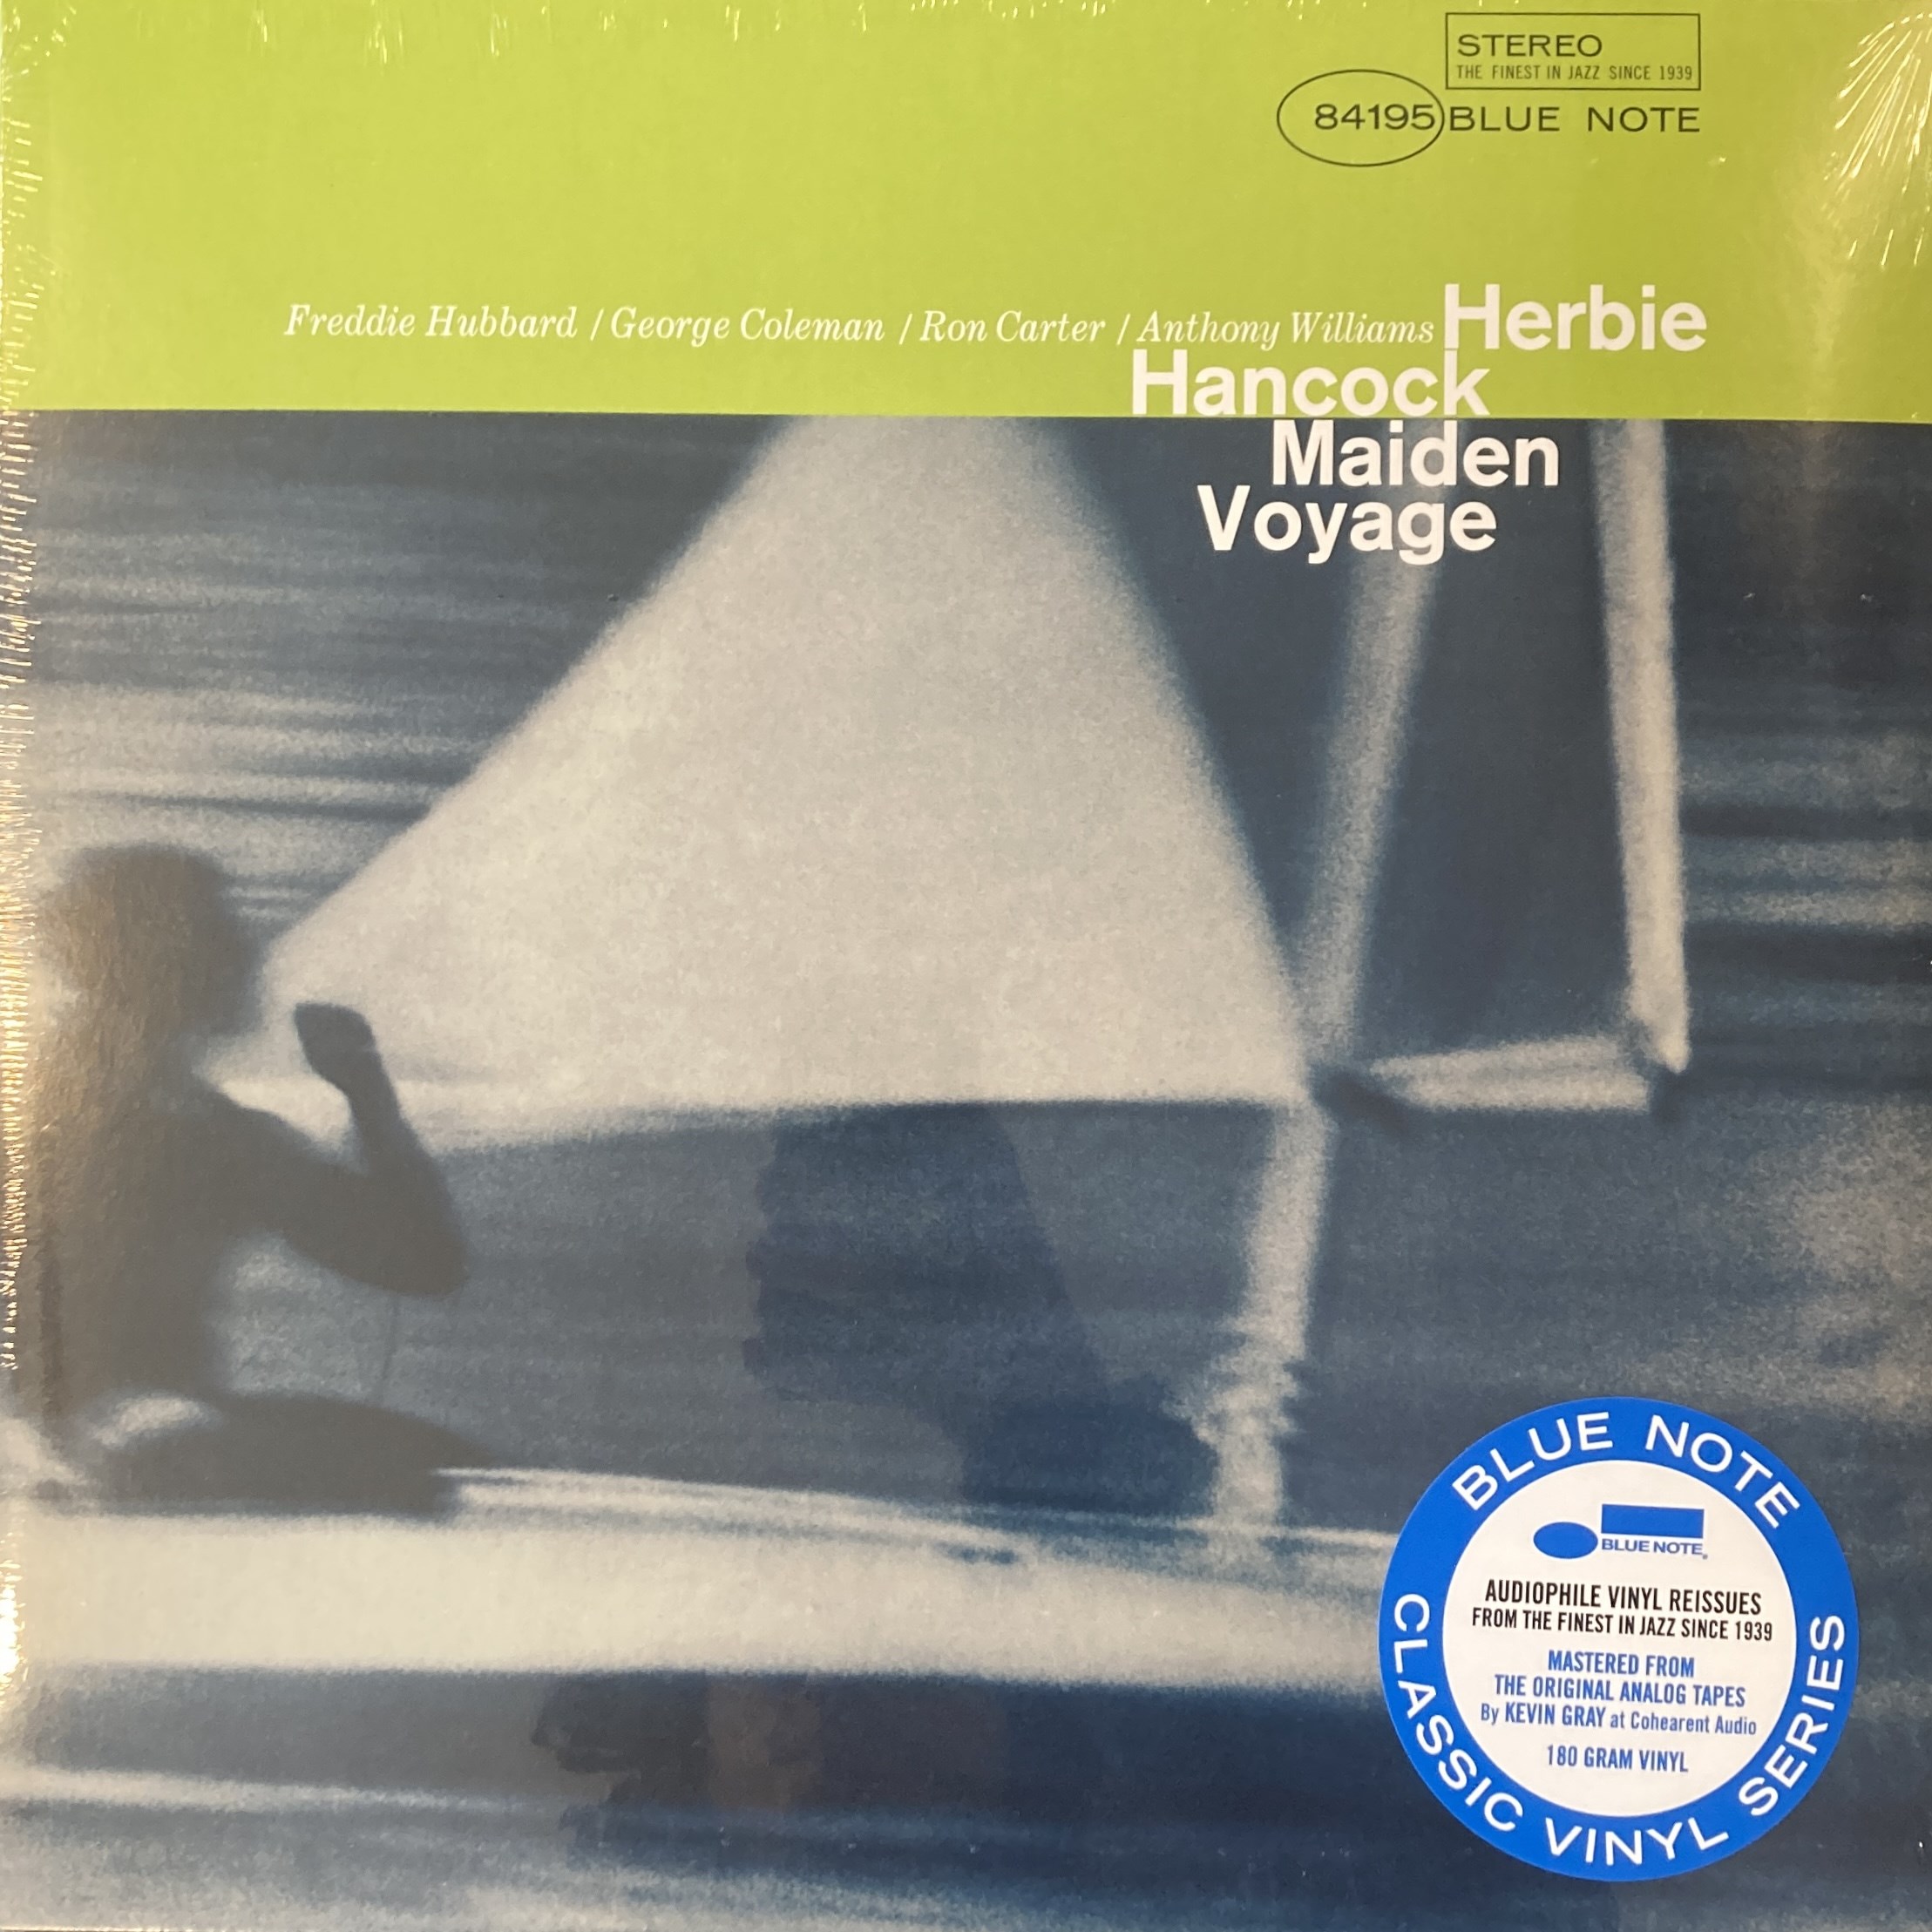 STEREO
THE FINEST IN JAZZ SINCE 1939
84195 BLUE NOTE
Freddie Hubbard / George Coleman / Ron Carter / Anthony Williams Herbie
Hancock
Maiden
Voyage
BLUE NOTE
BLUE NOTE®
AUDIOPHILE VINYL REISSUES
FROM THE FINEST IN JAZZ SINCE 1939
MASTERED FROM
THE ORIGINAL ANALOG TAPES
By KEVIN GRAY at Cohearent Audio
180 GRAM VINYL
CLASSIC VINYL SERIES